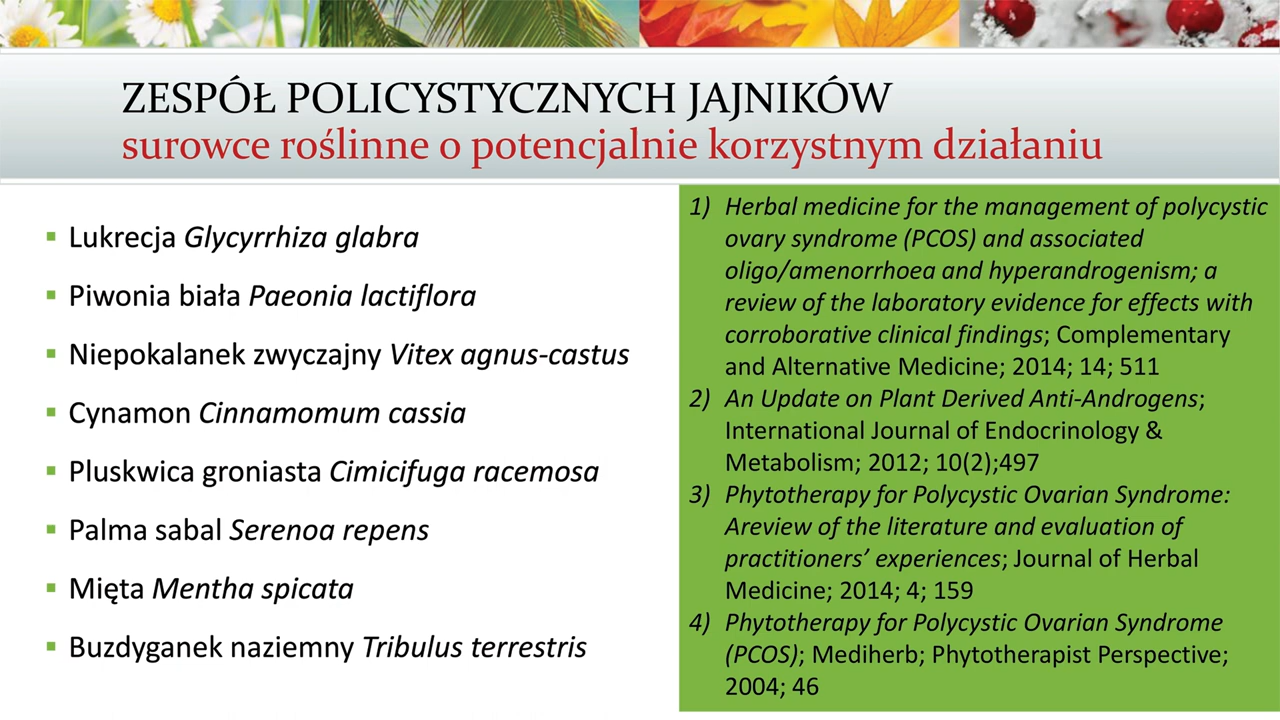 ZESPÓŁ POLICYSTYCZNYCH JAJNIKÓW
surowce roślinne o potencjalnie korzystnym działaniu
▪ Lukrecja Glycyrrhiza glabra
▪ Piwonia biała Paeonia lactiflora
▪ Niepokalanek zwyczajny Vitex agnus-castus
▪ Cynamon Cinnamomum cassia
▪ Pluskwica groniasta Cimicifuga racemosa
▪ Palma sabal Serenoa repens
▪ Mięta Mentha spicata
▪ Buzdyganek naziemny Tribulus terrestris
1) Herbal medicine for the management of polycystic
ovary syndrome (PCOS) and associated
oligo/amenorrhoea and hyperandrogenism; a
review of the laboratory evidence for effects with
corroborative clinical findings; Complementary
and Alternative Medicine; 2014; 14; 511
2) An Update on Plant Derived Anti-Androgens;
International Journal of Endocrinology &
Metabolism; 2012; 10(2);497
3) Phytotherapy for Polycystic Ovarian Syndrome:
Areview of the literature and evaluation of
practitioners’ experiences; Journal of Herbal
Medicine; 2014; 4; 159
4) Phytotherapy for Polycystic Ovarian Syndrome
(PCOS); Mediherb; Phytotherapist Perspective;
2004; 46